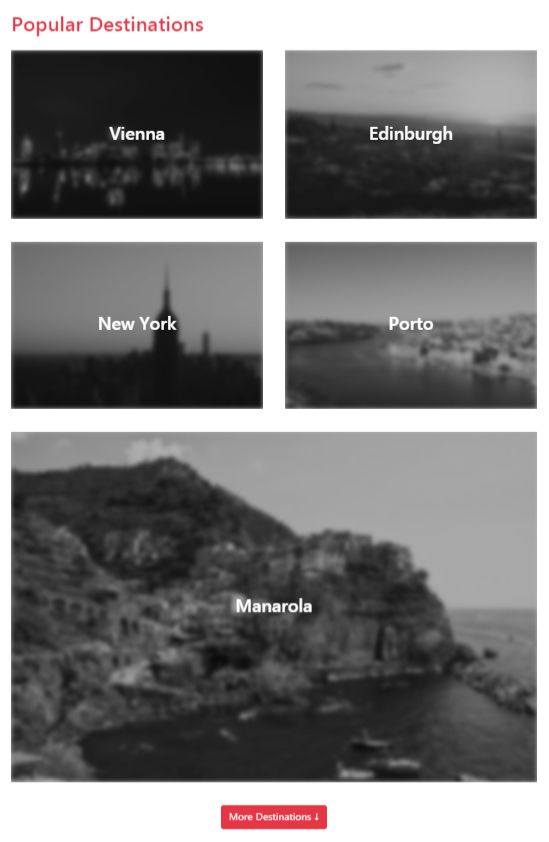 Popular Destinations
Vienna
Edinburgh
New York
Porto
Manarola
More Destinations ↓